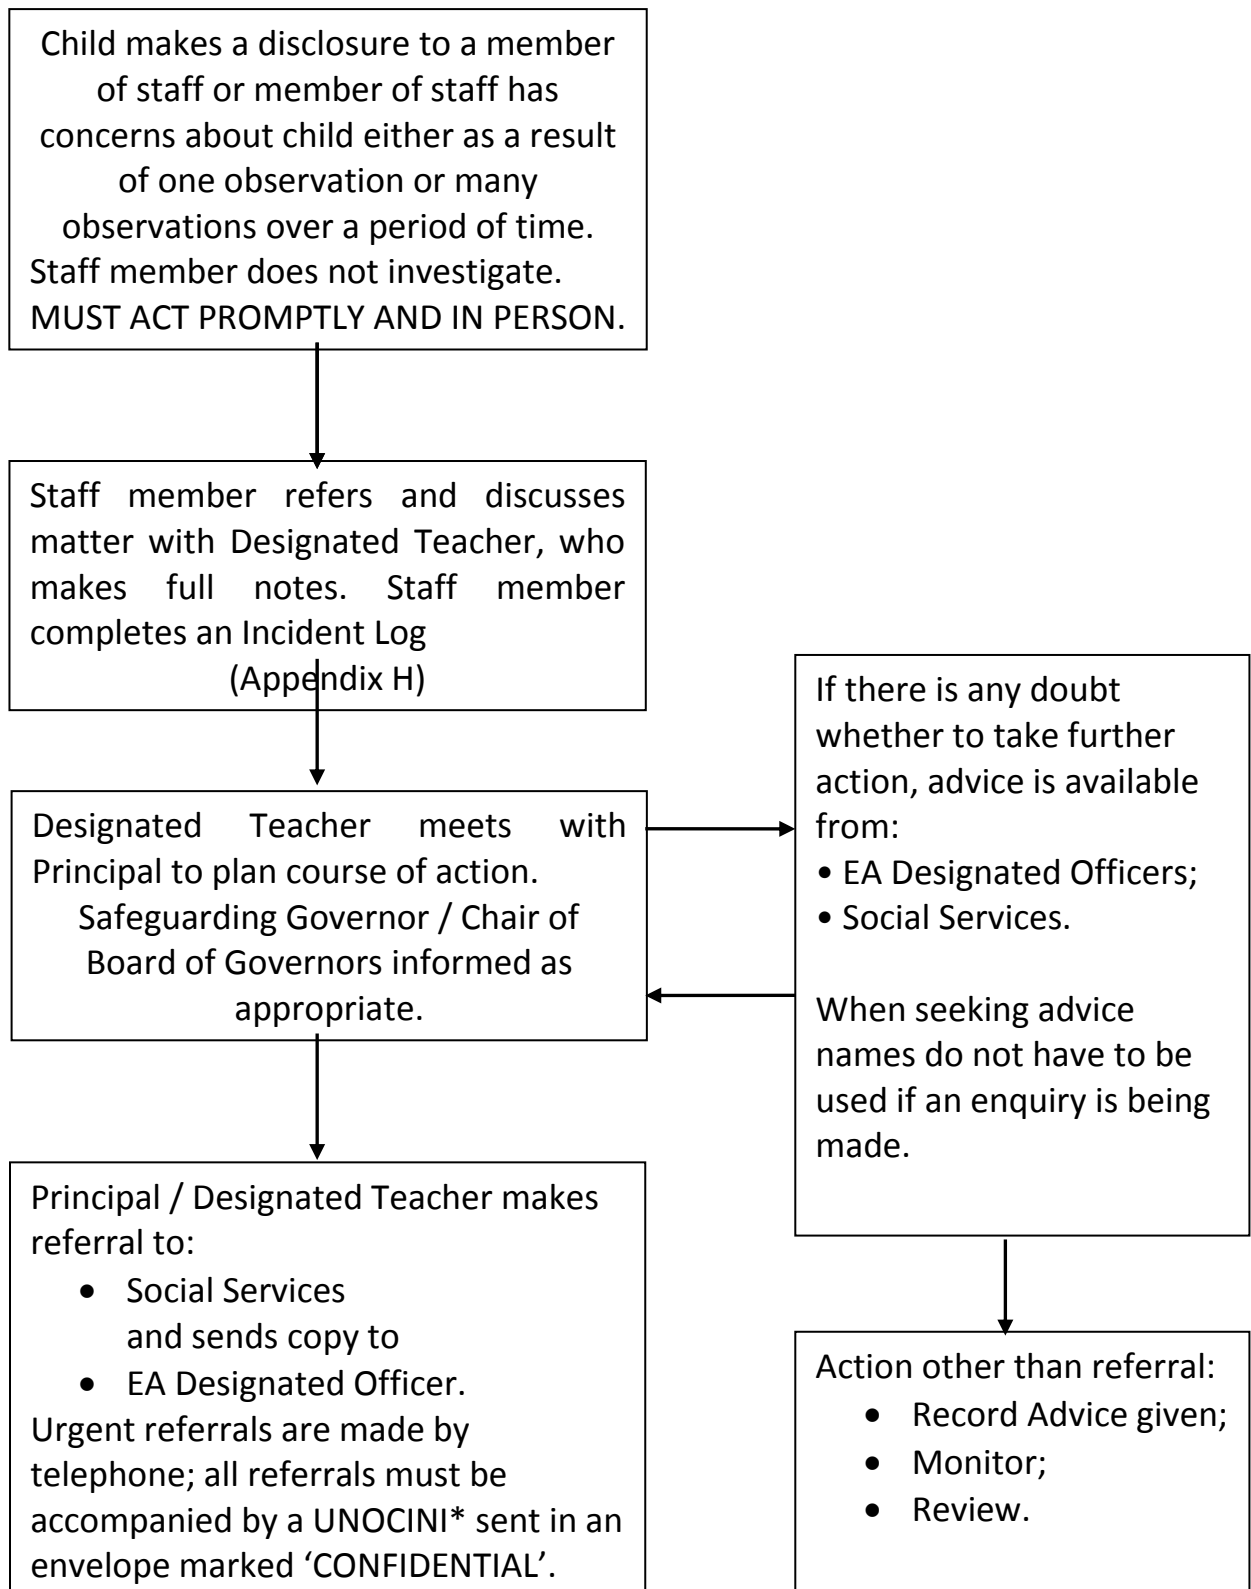 Child makes a disclosure to a member
of staff or member of staff has
concerns about child either as a result
of one observation or many
observations over a period of time.
Staff member does not investigate.
MUST ACT PROMPTLY AND IN PERSON.
Staff member refers and discusses
matter with Designated Teacher, who
makes full notes. Staff member
completes an Incident Log
(Appendix H)
Designated Teacher meets with
Principal to plan course of action.
Safeguarding Governor / Chair of
Board of Governors informed as
appropriate.
If there is any doubt
whether to take further
action, advice is available
from:
• EA Designated Officers;
• Social Services.
When seeking advice
names do not have to be
used if an enquiry is being
made.
Principal / Designated Teacher makes
referral to:
• Social Services
and sends copy to
• EA Designated Officer.
Urgent referrals are made by
telephone; all referrals must be
accompanied by a UNOCINI* sent in an
envelope marked ‘CONFIDENTIAL’.
Action other than referral:
• Record Advice given;
• Monitor;
• Review.